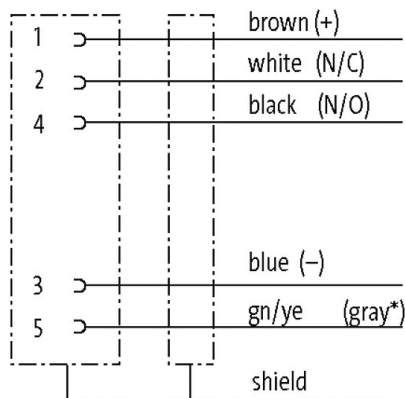 1 brown (+)
2 white (N/C)
4 black (N/O)
3 blue (–)
5 gn/ye (gray*)
shield